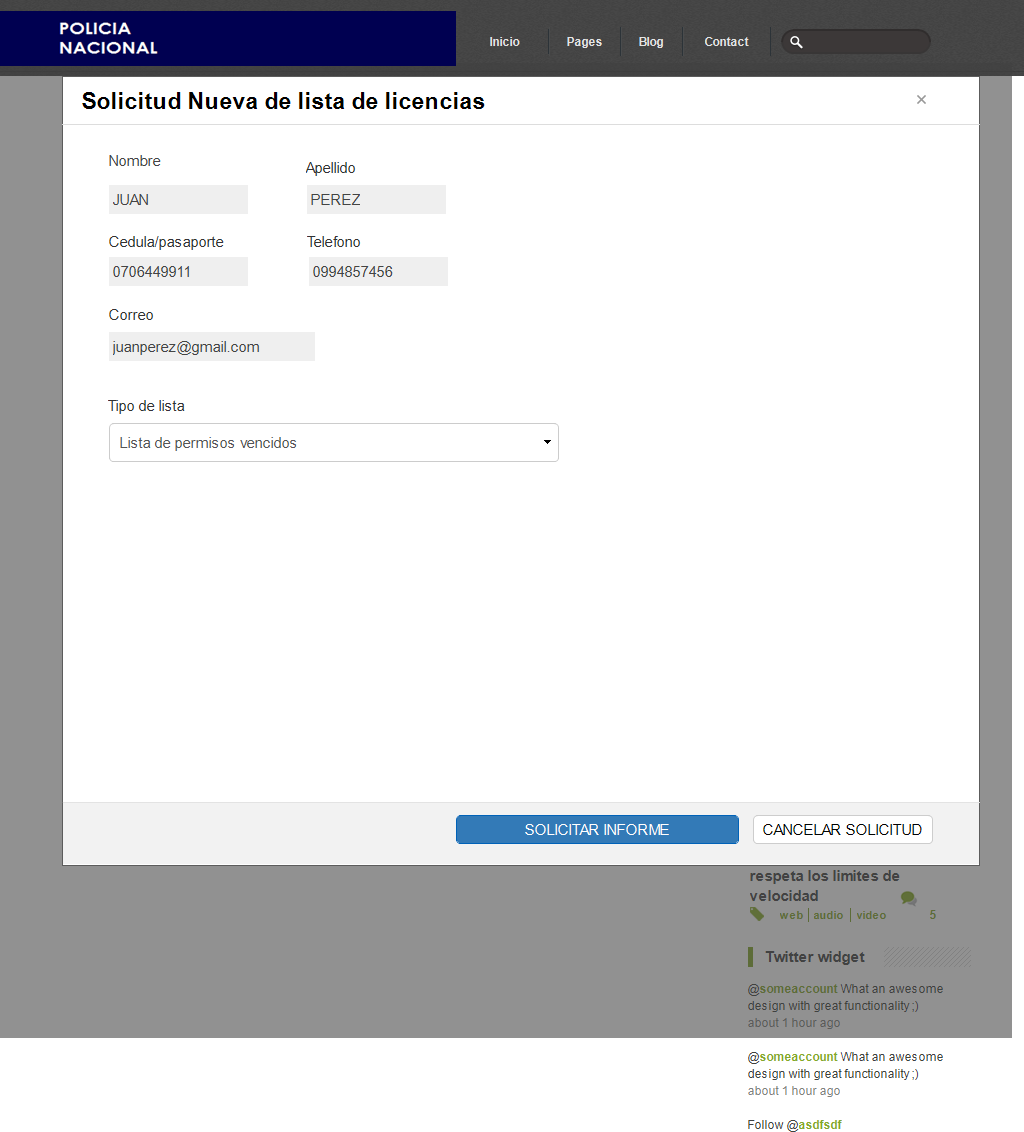 POLICIA
NACIONAL
Inicio
Pages
Blog
Contact
Solicitud Nueva de lista de licencias
×
Nombre
Apellido
JUAN
PEREZ
Cedula/pasaporte
Telefono
0706449911
0994857456
Correo
juanperez@gmail.com
Tipo de lista
Lista de permisos vencidos
SOLICITAR INFORME
CANCELAR SOLICITUD
respeta los limites de
velocidad
web | audio | video
5
Twitter widget
@someaccount What an awesome
design with great functionality ;)
about 1 hour ago
@someaccount What an awesome
design with great functionality ;)
about 1 hour ago
Follow @asdfsdf